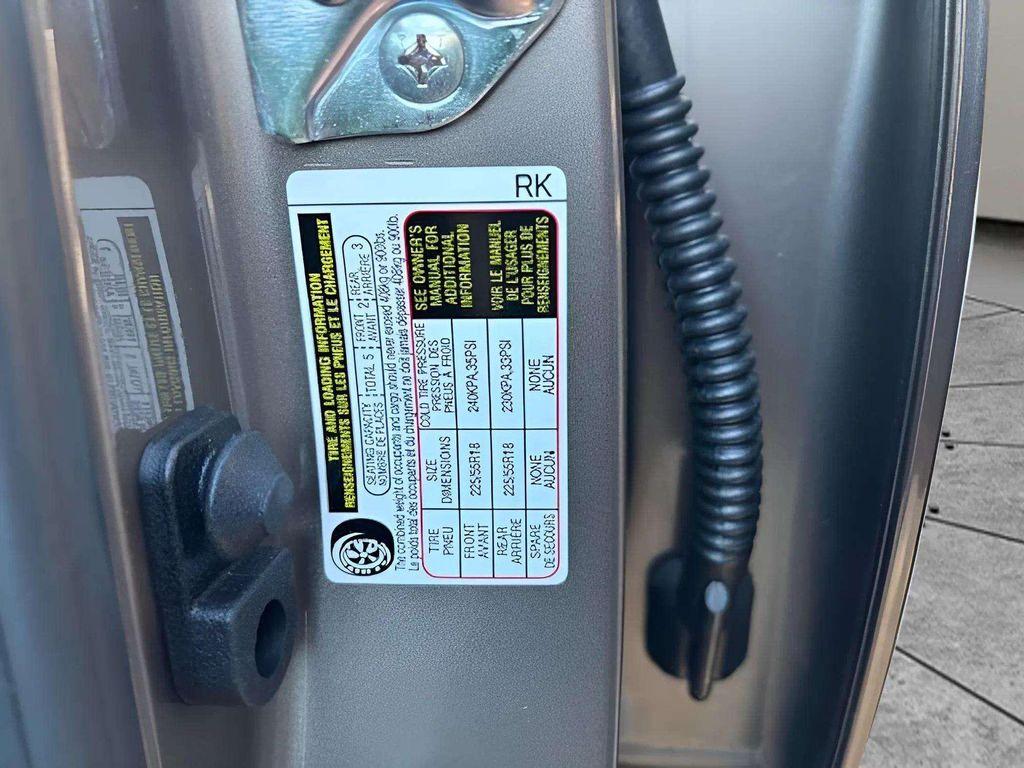 RK
TIRE AND LOADING INFORMATION
RENSEIGNEMENTS SUR LES PNEUS ET LE CHARGEMENT
SEATING CAPACITY TOTAL 5 FRONT 2 REAR 3
NOMBRE DE PLACES AVANT ARRIÈRE
The combined weight of occupants and cargo should never exceed 408kg or 900lbs.
Le poids total des occupants et du chargement ne doit jamais dépasser 408kg ou 900lb.
TIRE SIZE COLD TIRE PRESSURE
PNEU DIMENSIONS PRESSION DES PNEUS À FROID
FRONT 225/55R18 240KPA,35PSI
AVANT
REAR 225/55R18 230KPA,33PSI
ARRIÈRE
SPARE NONE NONE
DE SECOURS AUCUN AUCUN
SEE OWNER'S
MANUAL FOR
ADDITIONAL
INFORMATION
VOIR LE MANUEL
DE L'USAGER
POUR PLUS DE
RENSEIGNEMENTS